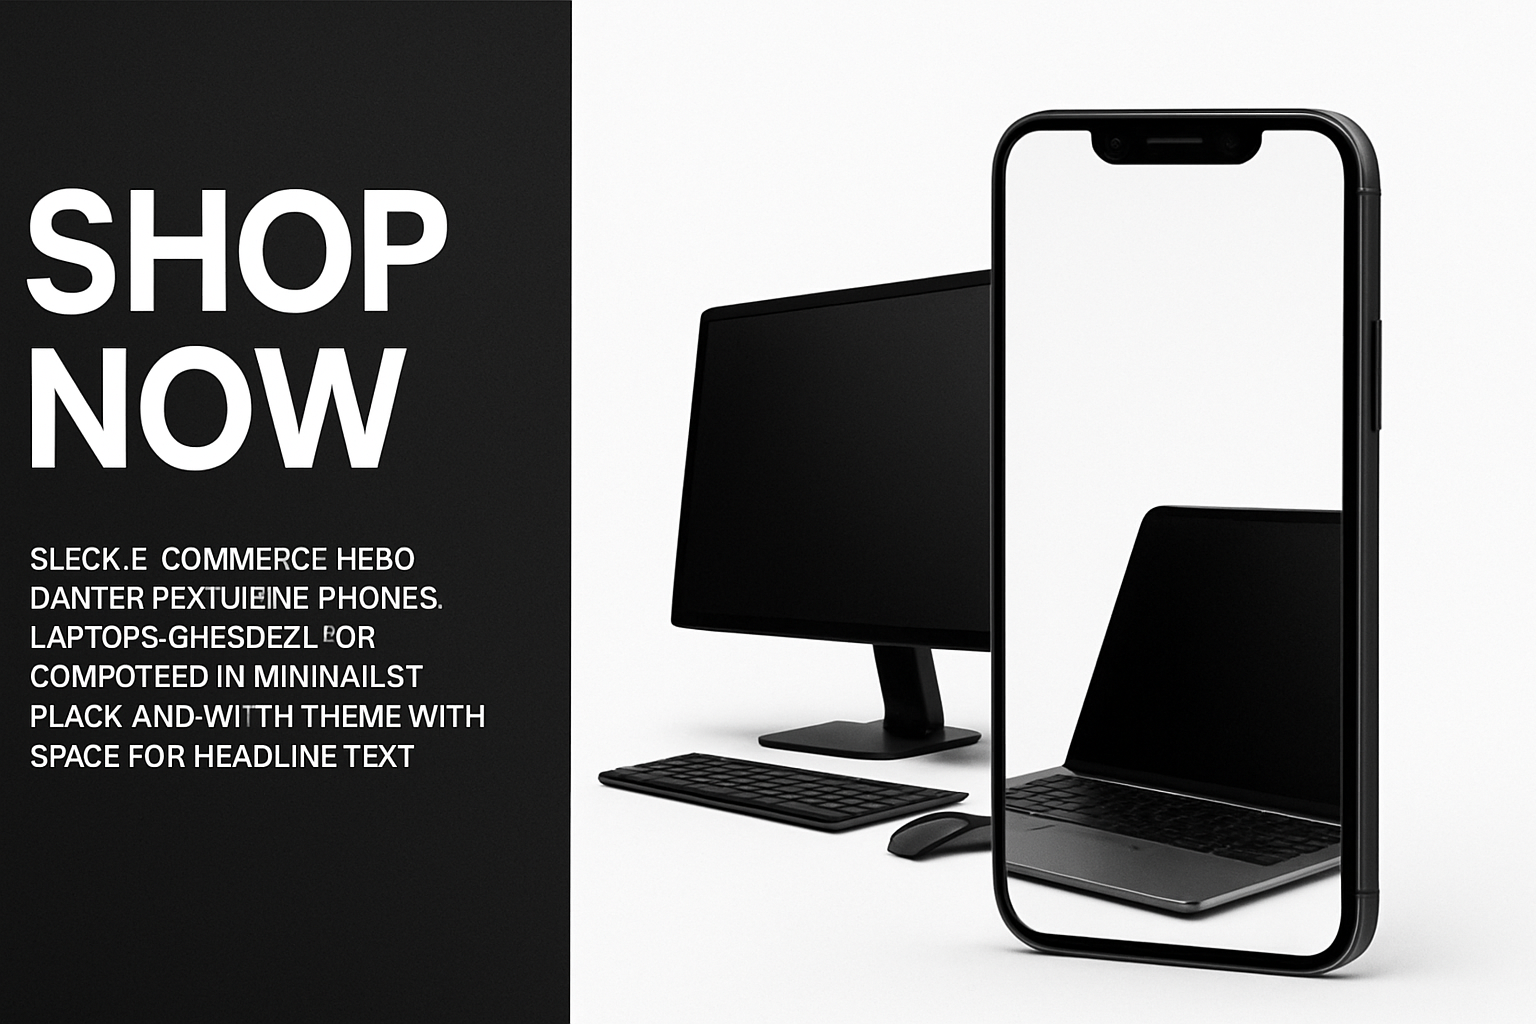 SHOP
NOW
SLECK.E COMMERCE HEBO
DANTER PHONES.
LAPTOPS-GHESDEZL
COMPOTEED IN MININAILST
PLACK AND-WITTH THEME WITH
SPACE FOR HEADLINE TEXT